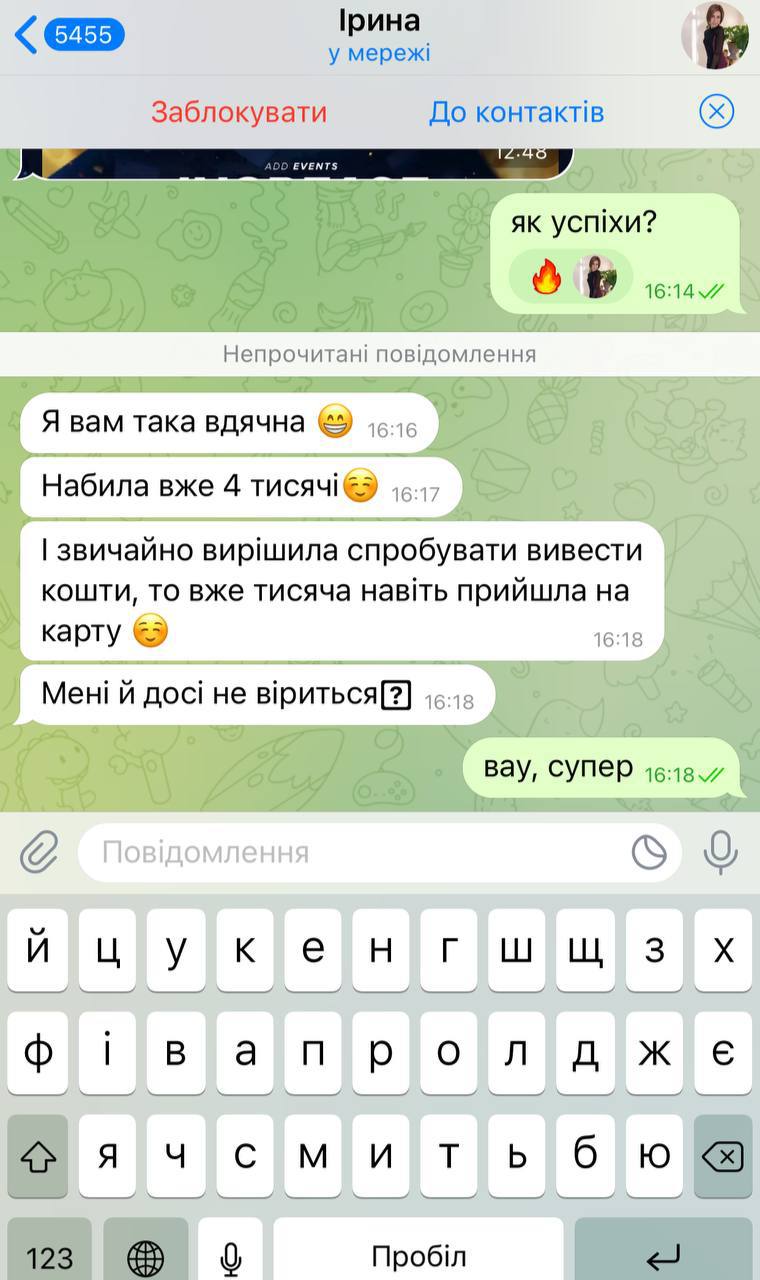 5455
Ірина
у мережі
Заблокувати
До контактів
ADD EVENTS
12:48
як успіхи?
16:14
Непрочитані повідомлення
Я вам така вдячна 😁 16:16
Набила вже 4 тисячі☺️ 16:17
І звичайно вирішила спробувати вивести
кошти, то вже тисяча навіть прийшла на
карту ☺️
16:18
Мені й досі не віриться⍰ 16:18
вау, супер 16:18
Повідомлення
й ц у к е н г ш щ з х
ф і в а п р о л д ж є
я ч с м и т ь б ю
123
Пробіл